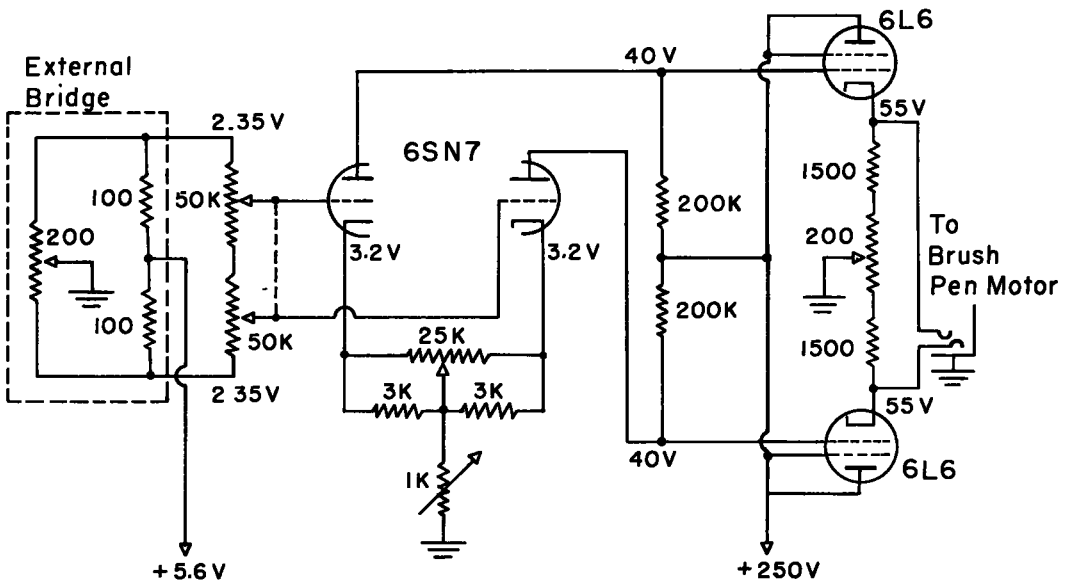 External
Bridge
2.35V
100
50K
200
100
50K
2.35V
+5.6V
6SN7
3.2V
3.2V
25K
3K
3K
1K
40V
200K
200K
40V
6L6
55V
1500
200
1500
To
Brush
Pen Motor
55V
6L6
+250V